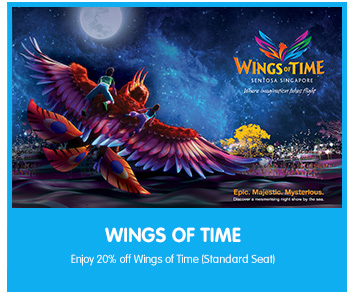 WINGS OF TIME
SENTOSA SINGAPORE
Where imagination takes flight
Epic. Majestic. Mysterious.
Discover a mesmerising night show by the sea.
WINGS OF TIME
Enjoy 20% off Wings of Time (Standard Seat)